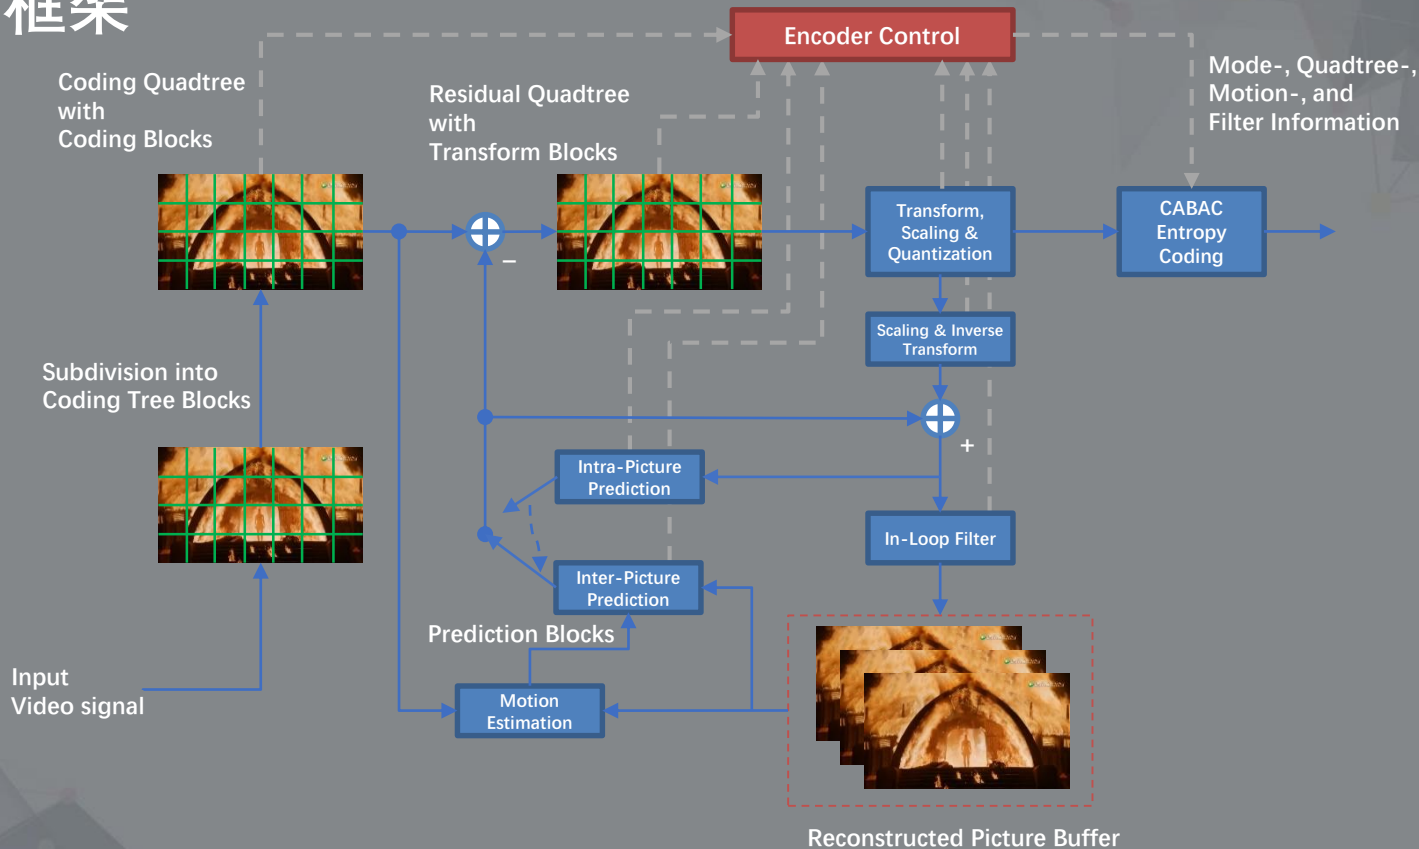 框架
Encoder Control
Coding Quadtree
with
Coding Blocks
Residual Quadtree
with
Transform Blocks
Mode-, Quadtree-,
Motion-, and
Filter Information
Transform,
Scaling &
Quantization
CABAC
Entropy
Coding
–
Scaling & Inverse
Transform
Subdivision into
Coding Tree Blocks
+
Intra-Picture
Prediction
In-Loop Filter
Inter-Picture
Prediction
Prediction Blocks
Input
Video signal
Motion
Estimation
Reconstructed Picture Buffer